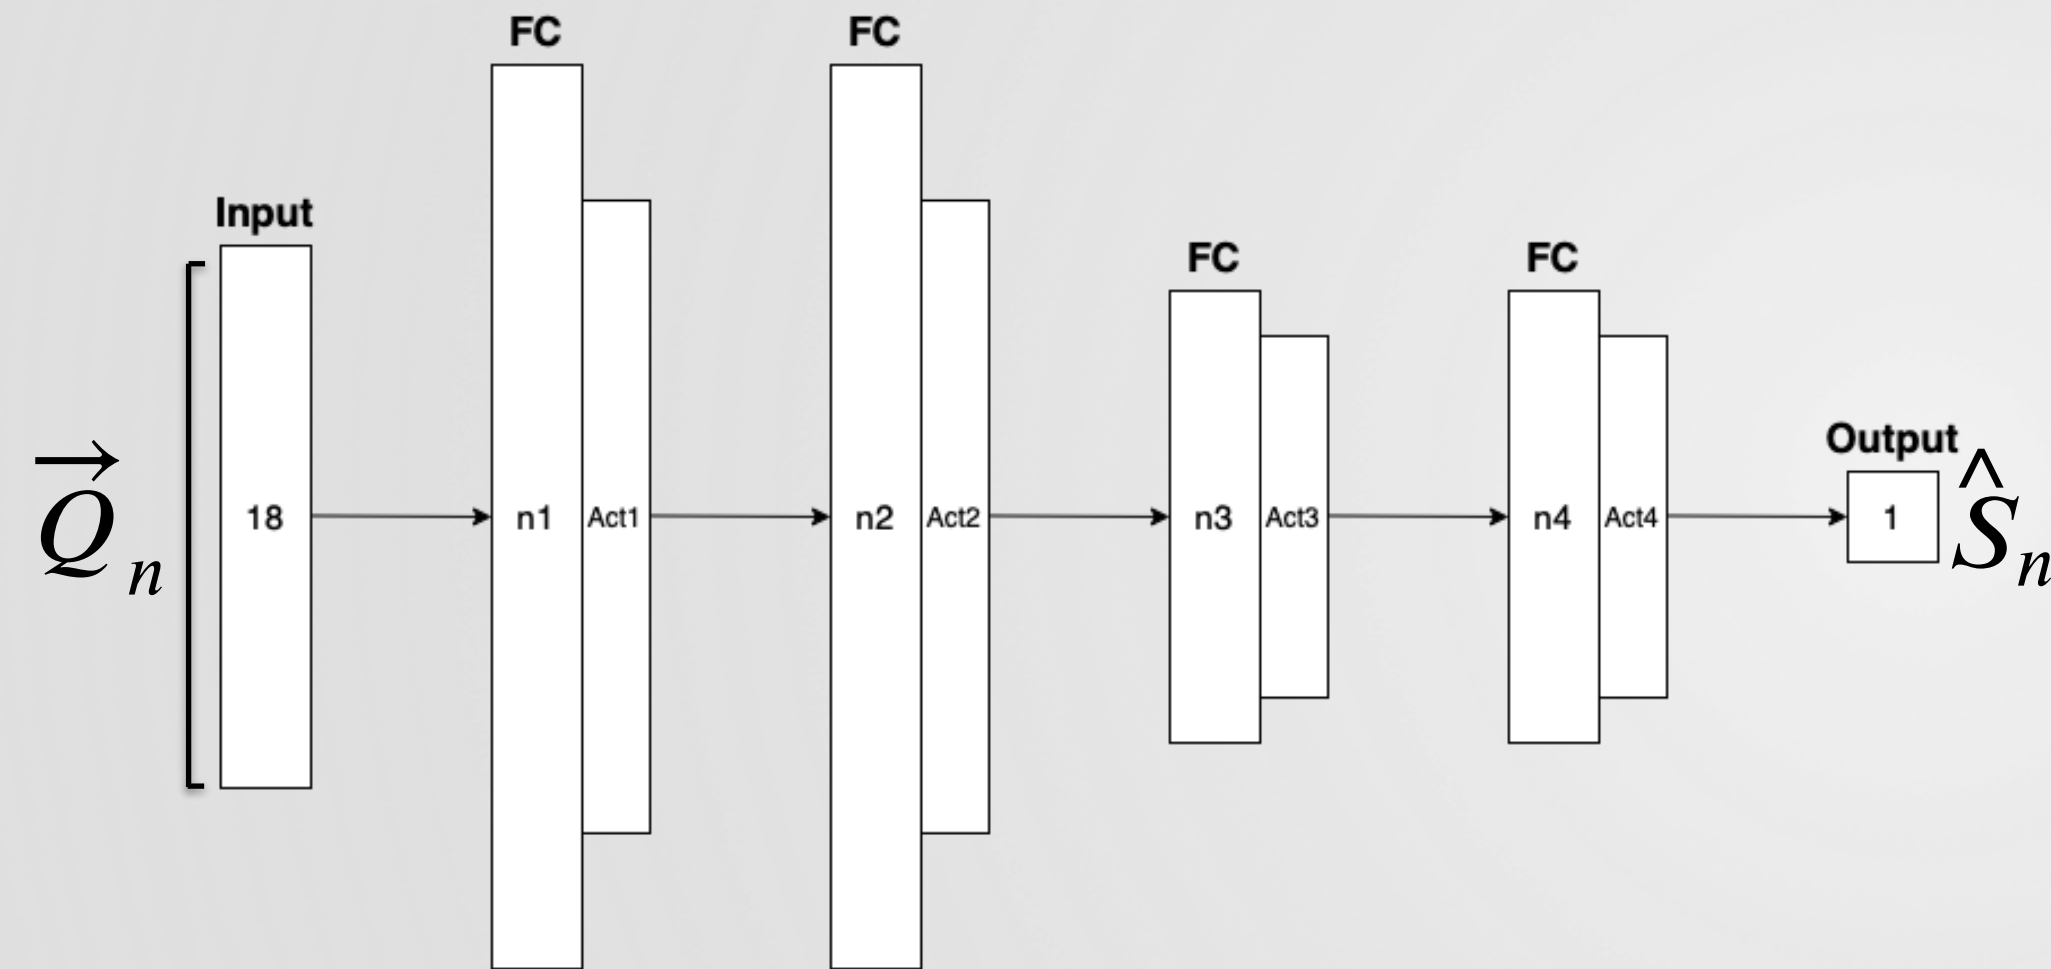 FC
FC
Input
FC
FC
Output
Q⃗n
18
n1
Act1
n2
Act2
n3
Act3
n4
Act4
1
Ŝn